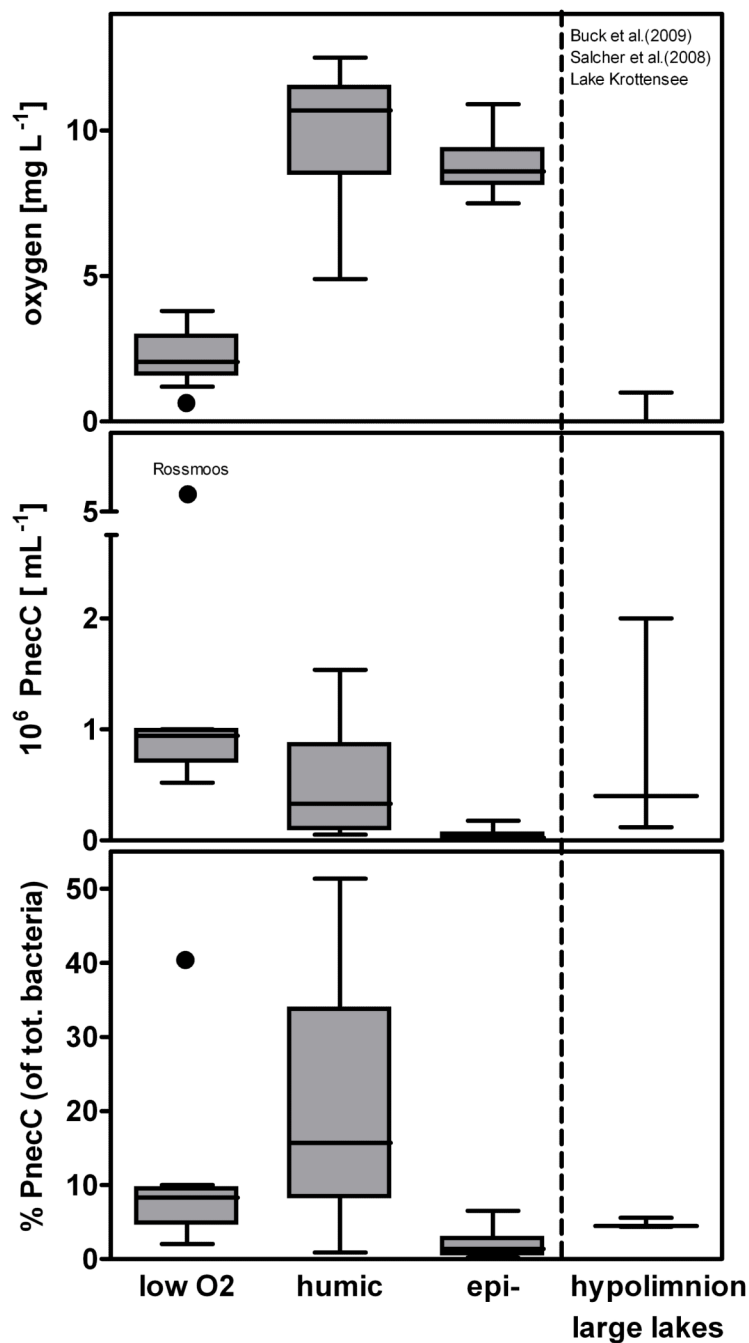 Buck et al.(2009)
Salcher et al.(2008)
Lake Krottensee
oxygen [mg L⁻¹]
10
5
0
Rossmoos
10⁶ PnecC [ mL⁻¹]
5
2
1
0
% PnecC (of tot. bacteria)
50
40
30
20
10
0
low O2 humic epi- hypolimnion
large lakes